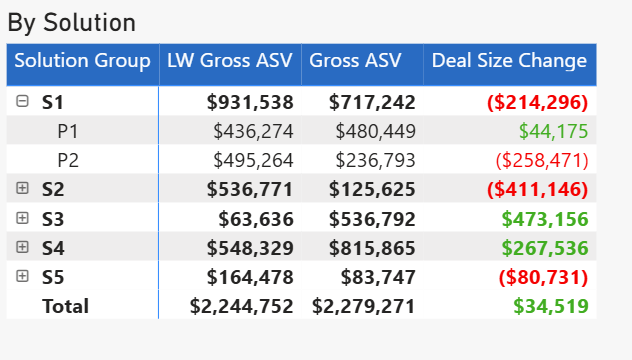 By Solution
Solution Group LW Gross ASV Gross ASV Deal Size Change
S1 $931,538 $717,242 ($214,296)
P1 $436,274 $480,449 $44,175
P2 $495,264 $236,793 ($258,471)
S2 $536,771 $125,625 ($411,146)
S3 $63,636 $536,792 $473,156
S4 $548,329 $815,865 $267,536
S5 $164,478 $83,747 ($80,731)
Total $2,244,752 $2,279,271 $34,519